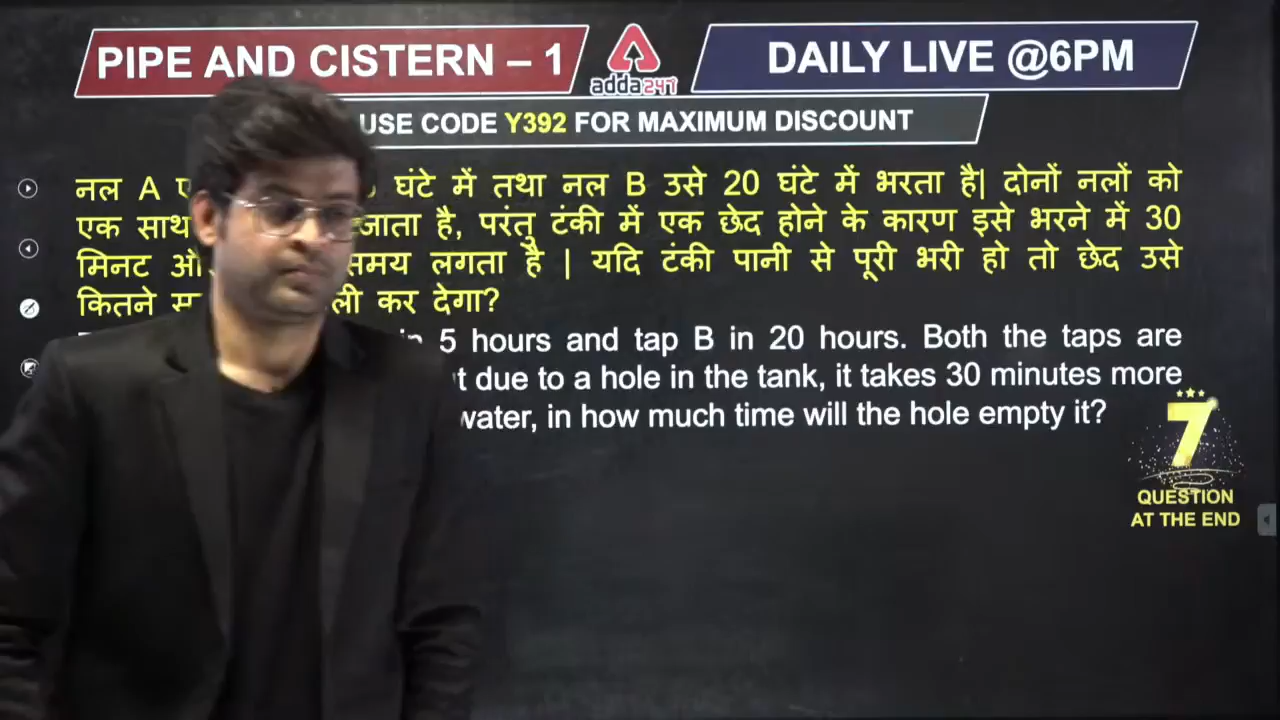 PIPE AND CISTERN – 1
adda247
DAILY LIVE @6PM
USE CODE Y392 FOR MAXIMUM DISCOUNT
नल A घंटे में तथा नल B उसे 20 घंटे में भरता है| दोनों नलों को
एक साथ जाता है, परंतु टंकी में एक छेद होने के कारण इसे भरने में 30
मिनट समय लगता है | यदि टंकी पानी से पूरी भरी हो तो छेद उसे
कितने कर देगा?
5 hours and tap B in 20 hours. Both the taps are
due to a hole in the tank, it takes 30 minutes more
water, in how much time will the hole empty it?
7
QUESTION
AT THE END